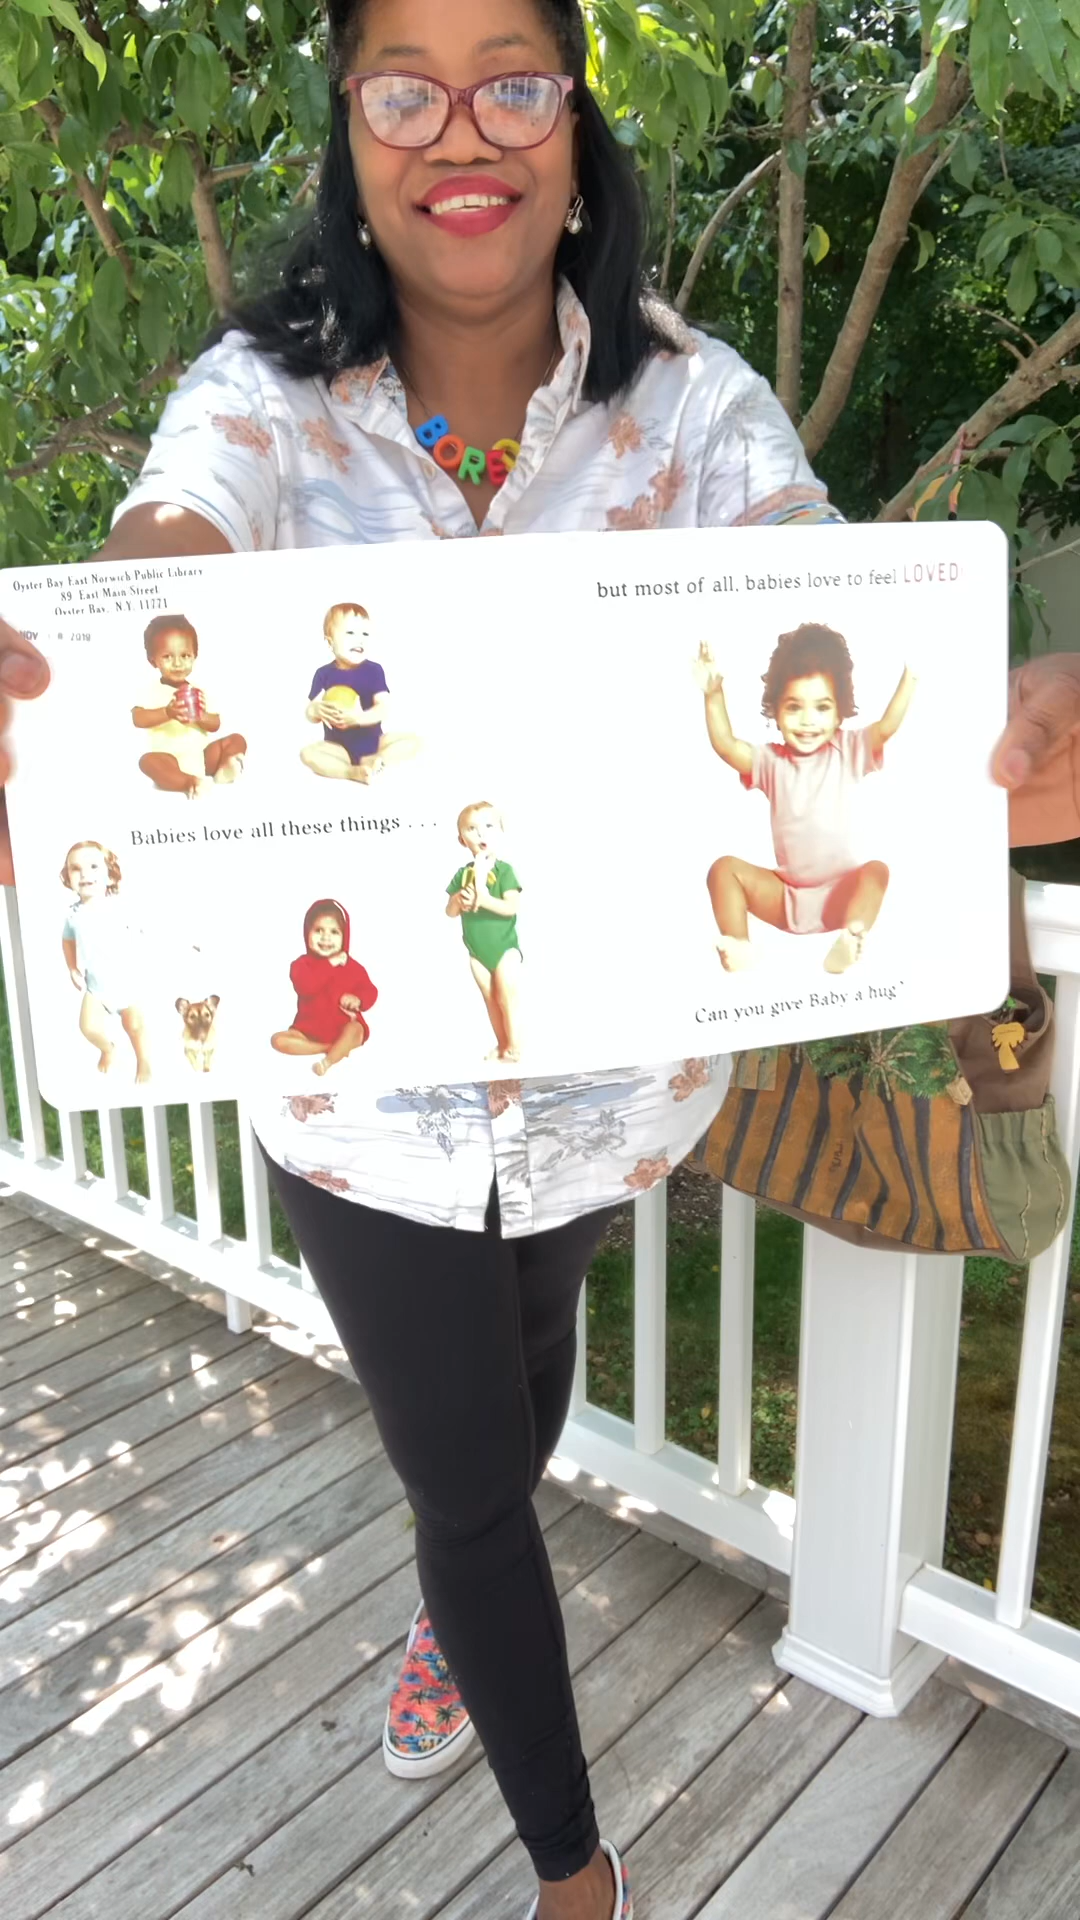 BORED
Oyster Bay East Norwich Public Library
89 East Main Street
Oyster Bay, N.Y. 11771
NOV 2019
Babies love all these things . . .
but most of all, babies love to feel LOVED
Can you give Baby a hug?